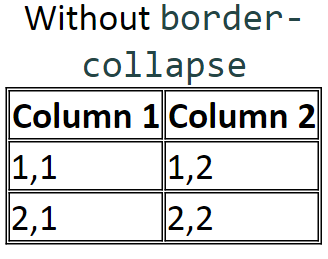 Without border-
collapse
Column 1 Column 2
1,1 1,2
2,1 2,2